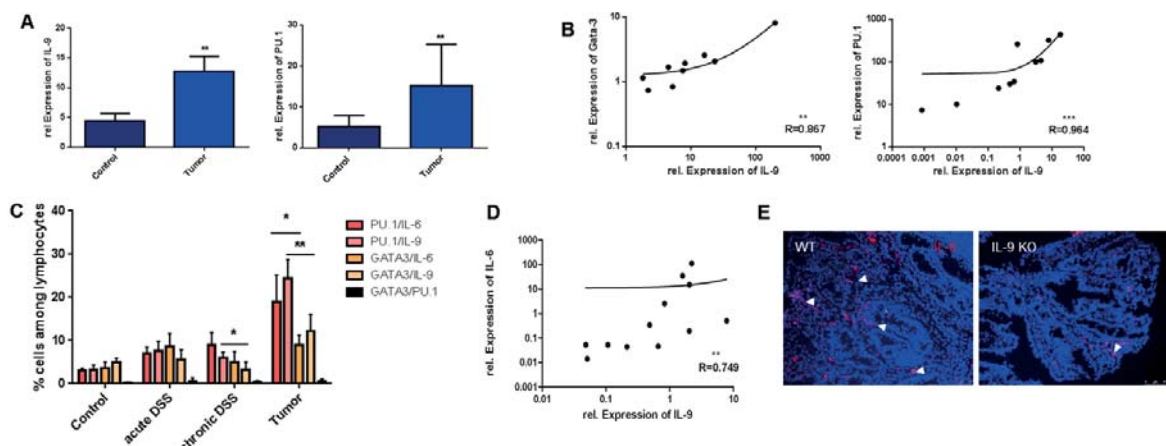 A
rel Expression of IL-9
20
15
10
5
0
**
Control
Tumor
rel. Expression of PU.1
30
20
10
0
**
Control
Tumor
B
rel. Expression of Gata-3
10
1
0.1
1
10
100
1000
rel. Expression of IL-9
**
R=0.867
rel. Expression of PU.1
1000
100
10
1
0.0001
0.001
0.01
0.1
1
10
100
rel. Expression of IL-9
***
R=0.964
C
% cells among lymphocytes
40
30
20
10
0
Control
acute DSS
chronic DSS
Tumor
*
*
**
PU.1/IL-6
PU.1/IL-9
GATA3/IL-6
GATA3/IL-9
GATA3/PU.1
D
rel. Expression of IL-6
1000
100
10
1
0.1
0.01
0.001
0.01
0.1
1
10
rel. Expression of IL-9
**
R=0.749
E
WT
IL-9 KO